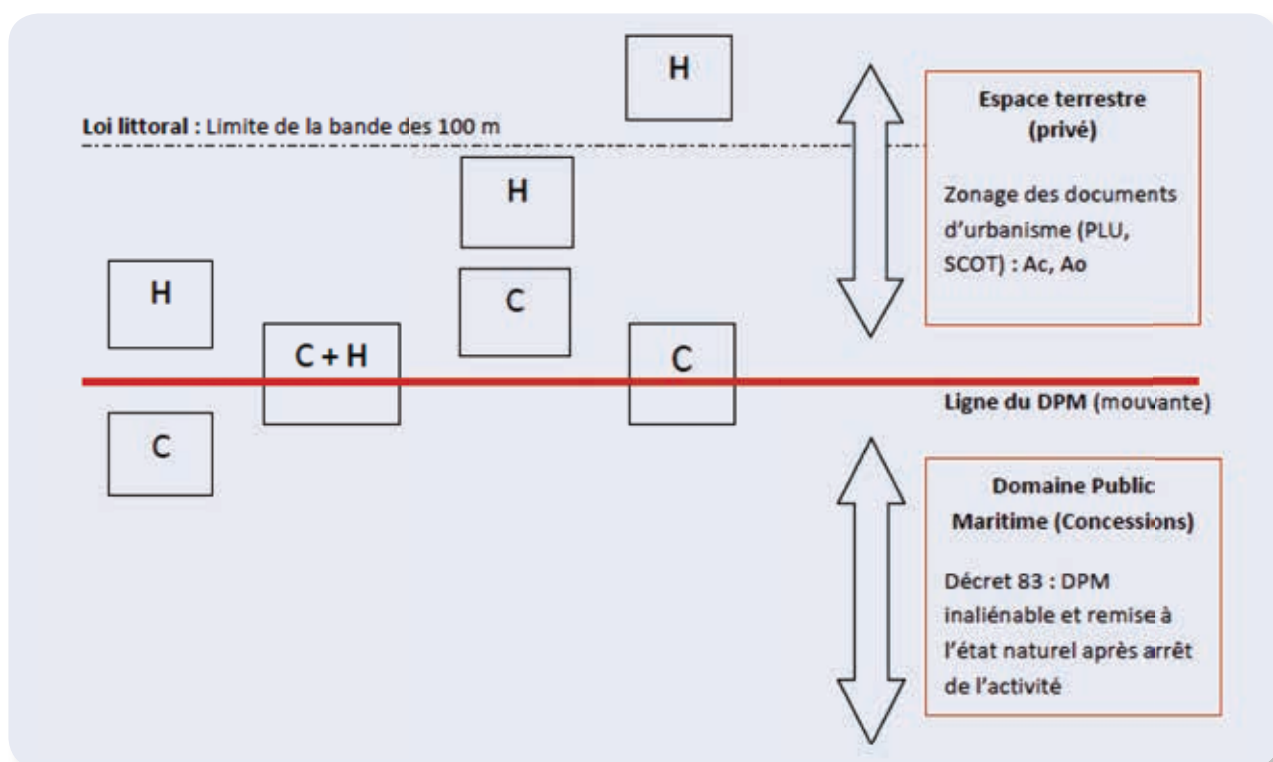 H
Loi littoral : Limite de la bande des 100 m
H
H
C
C + H
C
C
Espace terrestre
(privé)
Zonage des documents
d'urbanisme (PLU,
SCOT) : Ac, Ao
Ligne du DPM (mouvante)
Domaine Public
Maritime (Concessions)
Décret 83 : DPM
inaliénable et remise à
l'état naturel après arrêt
de l'activité